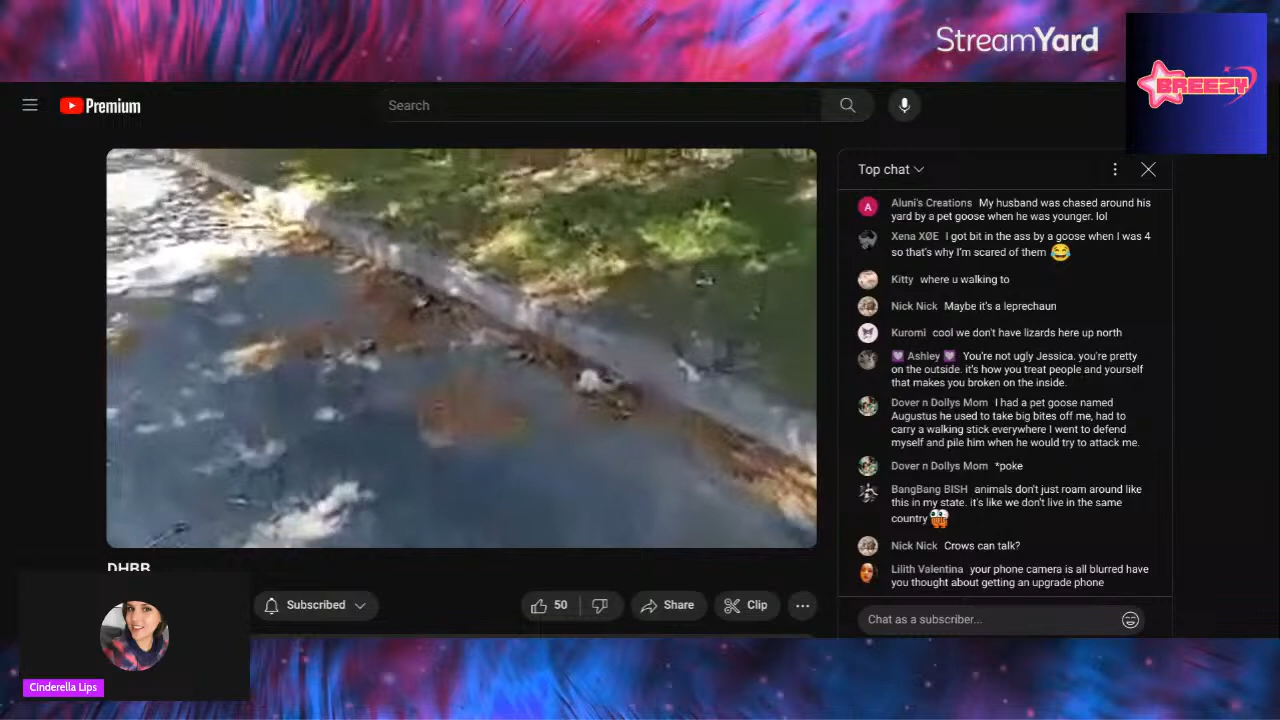 StreamYard
BREEZY
Premium
Search
Top chat
A
Aluni's Creations My husband was chased around his
yard by a pet goose when he was younger. lol
Xena XØE I got bit in the ass by a goose when I was 4
so that's why I'm scared of them 😂
Kitty where u walking to
Nick Nick Maybe it's a leprechaun
Kuromi cool we don't have lizards here up north
💟 Ashley 💟 You're not ugly Jessica. you're pretty
on the outside. it's how you treat people and yourself
that makes you broken on the inside.
Dover n Dollys Mom I had a pet goose named
Augustus he used to take big bites off me, had to
carry a walking stick everywhere I went to defend
myself and pile him when he would try to attack me.
Dover n Dollys Mom *poke
BangBang BISH animals don't just roam around like
this in my state. it's like we don't live in the same
country
Nick Nick Crows can talk?
Lilith Valentina your phone camera is all blurred have
you thought about getting an upgrade phone
Chat as a subscriber...
DHBB
Subscribed
50
Share
Clip
Cinderella Lips